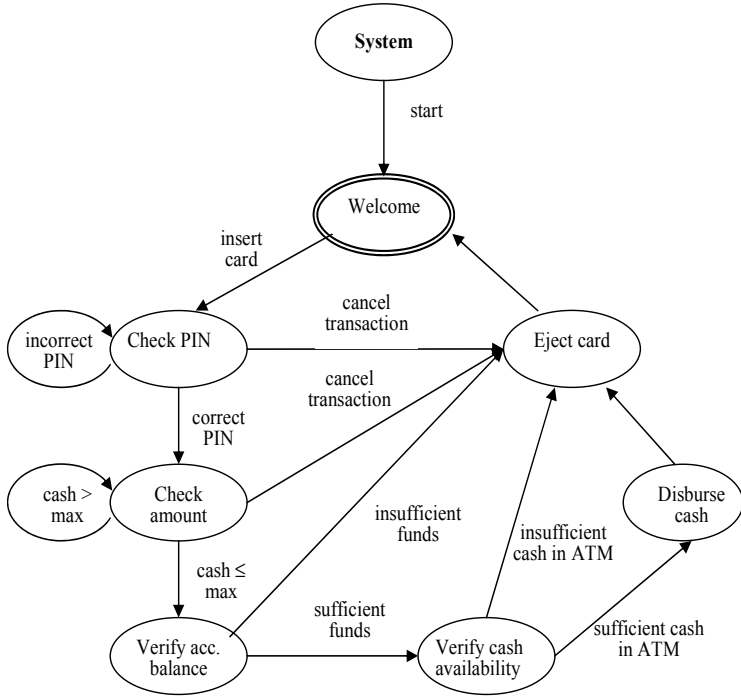 System
start
Welcome
insert
card
cancel
transaction
incorrect
PIN
Check PIN
Eject card
cancel
transaction
correct
PIN
cash >
max
Check
amount
insufficient
funds
insufficient
cash in ATM
Disburse
cash
cash ≤
max
sufficient
funds
sufficient cash
in ATM
Verify acc.
balance
Verify cash
availability